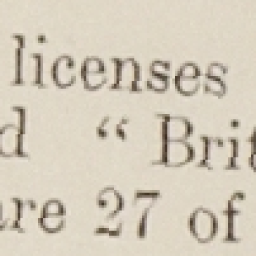 licenses
d “ Brit
are 27 of